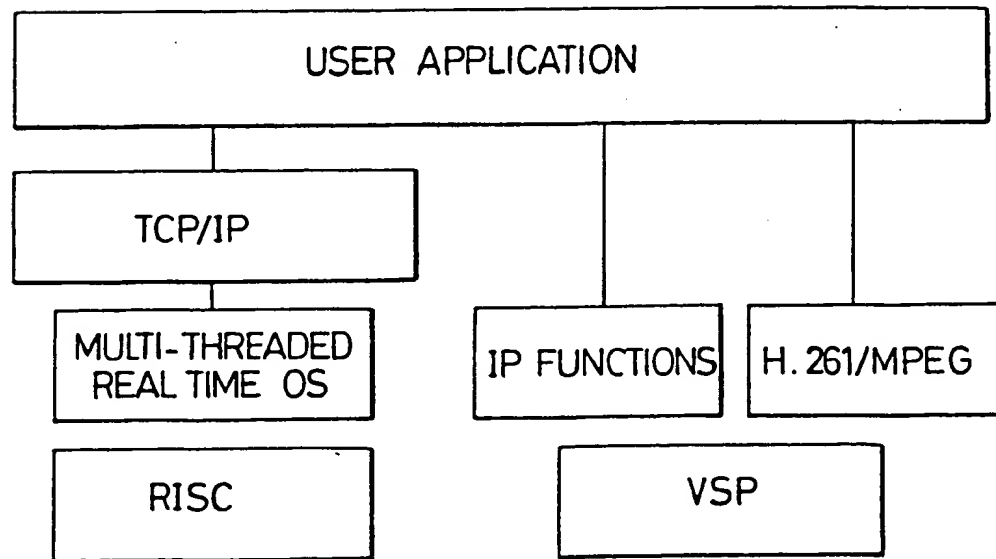 USER APPLICATION
TCP/IP
MULTI-THREADED
REAL TIME OS
IP FUNCTIONS
H.261/MPEG
RISC
VSP